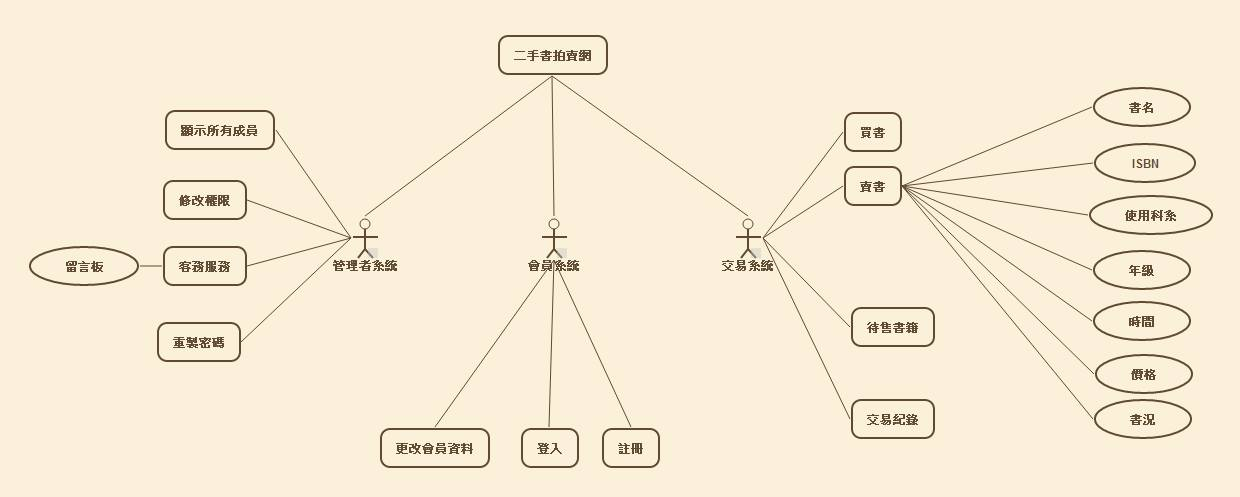 二手書拍賣網
顯示所有成員
修改權限
客務服務
留言板
重製密碼
管理者系統
會員系統
交易系統
更改會員資料
登入
註冊
買書
賣書
待售書籍
交易紀錄
書名
ISBN
使用科系
年級
時間
價格
書況